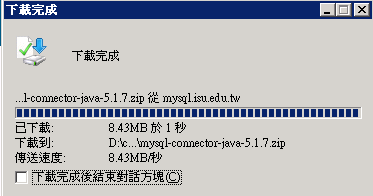 下載完成
下載完成
...l-connector-java-5.1.7.zip 從 mysql.isu.edu.tw
已下載: 8.43MB 於 1 秒
下載到: D:\c...\mysql-connector-java-5.1.7.zip
傳送速度: 8.43MB/秒
下載完成後結束對話方塊(C)